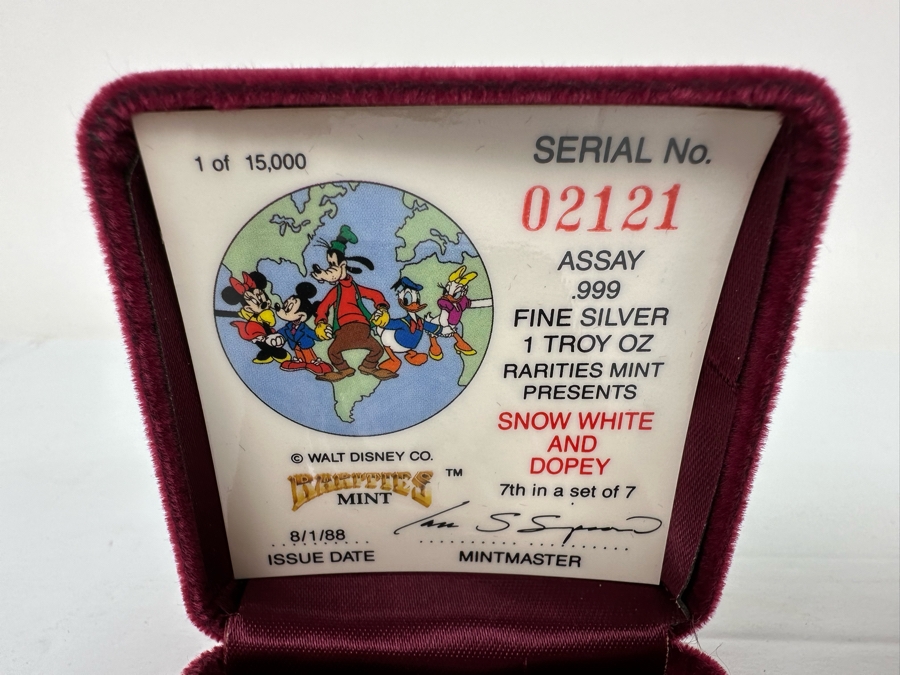 1 of 15,000
SERIAL No.
02121
ASSAY
.999
FINE SILVER
1 TROY OZ
RARITIES MINT
PRESENTS
SNOW WHITE
AND
DOPEY
7th in a set of 7
© WALT DISNEY CO.
RARITIES ™
MINT
8/1/88
ISSUE DATE
MINTMASTER